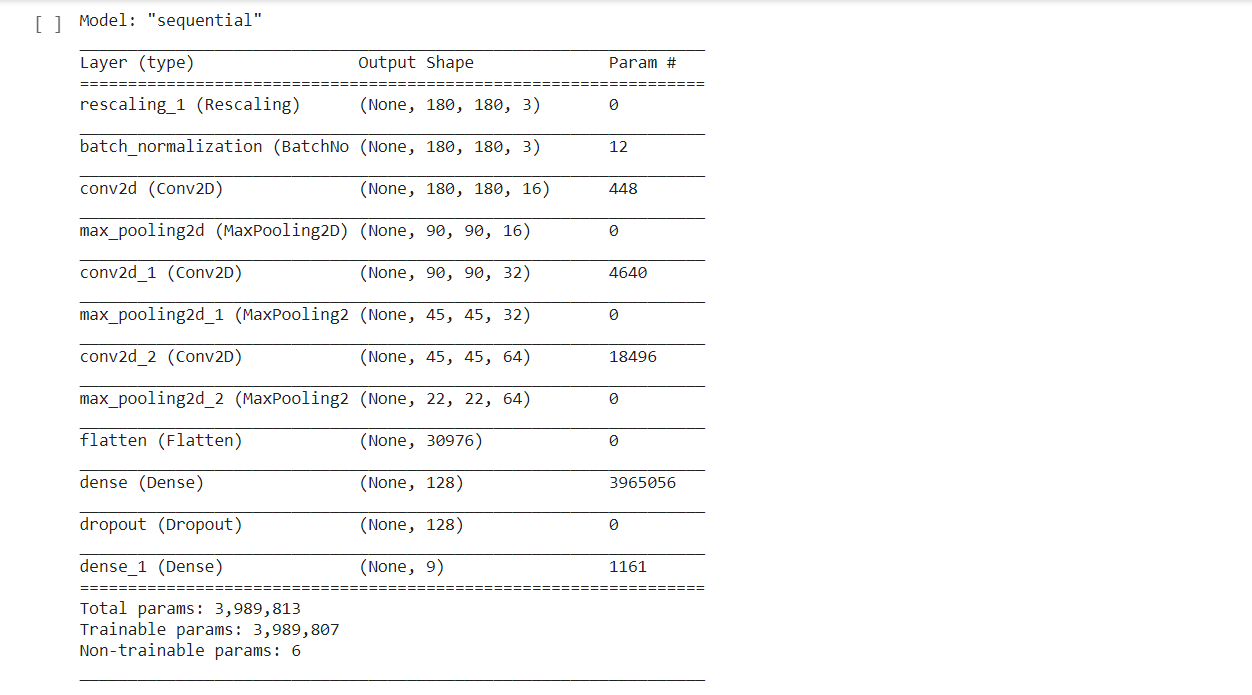 [ ] Model: "sequential"
_________________________________________________________________
Layer (type)                 Output Shape              Param #
=================================================================
rescaling_1 (Rescaling)      (None, 180, 180, 3)       0
_________________________________________________________________
batch_normalization (BatchNo (None, 180, 180, 3)       12
_________________________________________________________________
conv2d (Conv2D)              (None, 180, 180, 16)      448
_________________________________________________________________
max_pooling2d (MaxPooling2D) (None, 90, 90, 16)        0
_________________________________________________________________
conv2d_1 (Conv2D)            (None, 90, 90, 32)        4640
_________________________________________________________________
max_pooling2d_1 (MaxPooling2 (None, 45, 45, 32)        0
_________________________________________________________________
conv2d_2 (Conv2D)            (None, 45, 45, 64)        18496
_________________________________________________________________
max_pooling2d_2 (MaxPooling2 (None, 22, 22, 64)        0
_________________________________________________________________
flatten (Flatten)            (None, 30976)             0
_________________________________________________________________
dense (Dense)                (None, 128)               3965056
_________________________________________________________________
dropout (Dropout)            (None, 128)               0
_________________________________________________________________
dense_1 (Dense)              (None, 9)                 1161
=================================================================
Total params: 3,989,813
Trainable params: 3,989,807
Non-trainable params: 6
_________________________________________________________________